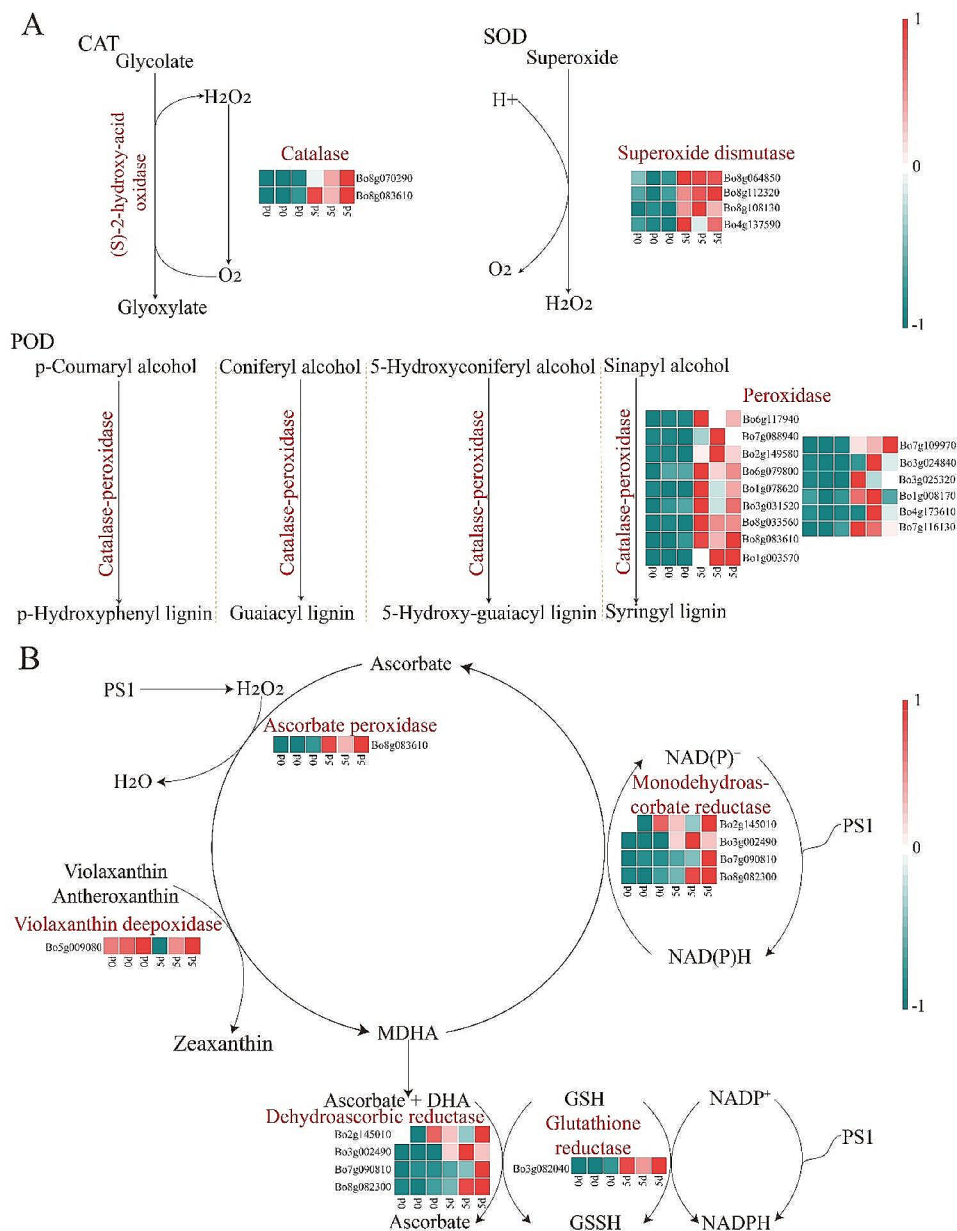 A
CAT
Glycolate
H2O2
(S)-2-hydroxy-acid
oxidase
O2
Glyoxylate
Catalase
Bo8g070290
Bo8g083610
0d 0d 0d 5d 5d 5d
SOD
Superoxide
H+
O2
H2O2
Superoxide dismutase
Bo8g064850
Bo8g112320
Bo8g108130
Bo4g137590
0d 0d 0d 5d 5d 5d
1
0
-1
POD
p-Coumaryl alcohol
Coniferyl alcohol
5-Hydroxyconiferyl alcohol
Sinapyl alcohol
Catalase-peroxidase
Catalase-peroxidase
Catalase-peroxidase
Catalase-peroxidase
p-Hydroxyphenyl lignin
Guaiacyl lignin
5-Hydroxy-guaiacyl lignin
Syringyl lignin
Peroxidase
Bo6g117940
Bo7g088940
Bo2g149580
Bo6g079800
Bo1g078620
Bo3g031520
Bo8g033560
Bo8g083610
Bo1g003570
0d 0d 0d 5d 5d 5d
Bo7g109970
Bo3g024840
Bo3g025320
Bo1g008170
Bo4g173610
Bo7g116130
0d 0d 0d 5d 5d 5d
B
Ascorbate
PS1
H2O2
H2O
Ascorbate peroxidase
Bo8g083610
0d 0d 0d 5d 5d 5d
NAD(P)⁻
Monodehydroas-
corbate reductase
Bo2g145010
Bo3g002490
Bo7g090810
Bo8g082300
0d 0d 0d 5d 5d 5d
PS1
NAD(P)H
1
0
-1
Violaxanthin
Antheroxanthin
Violaxanthin deepoxidase
Bo5g009080
0d 0d 0d 5d 5d 5d
Zeaxanthin
MDHA
Ascorbate + DHA
Dehydroascorbic reductase
Bo2g145010
Bo3g002490
Bo7g090810
Bo8g082300
0d 0d 0d 5d 5d 5d
Ascorbate
GSH
Glutathione
reductase
Bo3g082040
0d 0d 0d 5d 5d 5d
GSSH
NADP⁺
PS1
NADPH